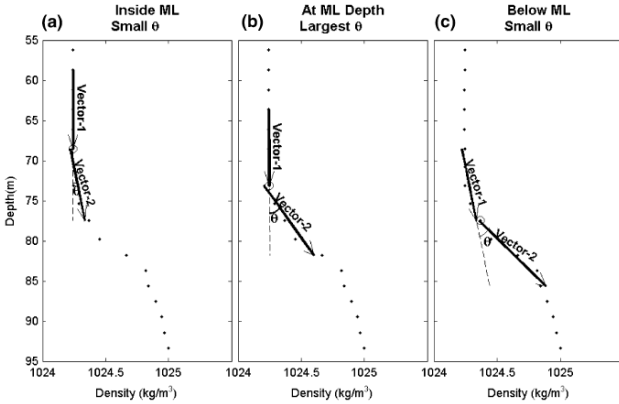 (a) Inside ML
Small θ
(b) At ML Depth
Largest θ
(c) Below ML
Small θ
Depth(m)
55
60
65
70
75
80
85
90
95
Vector-1
Vector-2
θ
1024
1024.5
1025
Density (kg/m³)
Vector-1
Vector-2
θ
1024
1024.5
1025
Density (kg/m³)
Vector-1
Vector-2
θ
1024
1024.5
1025
Density (kg/m³)